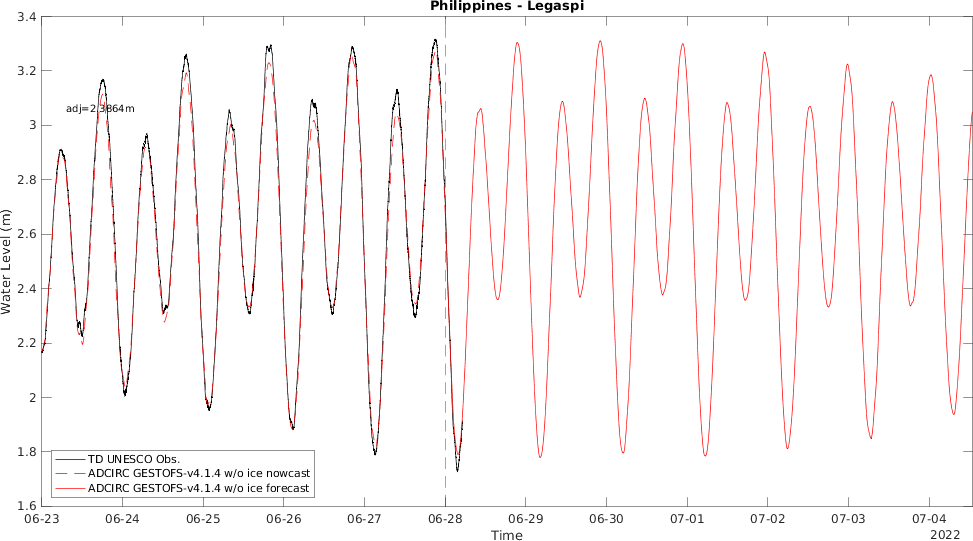 Philippines - Legaspi
3.4
3.2
adj=2.3864m
3
2.8
2.6
Water Level (m)
2.4
2.2
2
1.8
1.6
TD UNESCO Obs.
ADCIRC GESTOFS-v4.1.4 w/o ice nowcast
ADCIRC GESTOFS-v4.1.4 w/o ice forecast
06-23 06-24 06-25 06-26 06-27 06-28 06-29 06-30 07-01 07-02 07-03 07-04
Time
2022